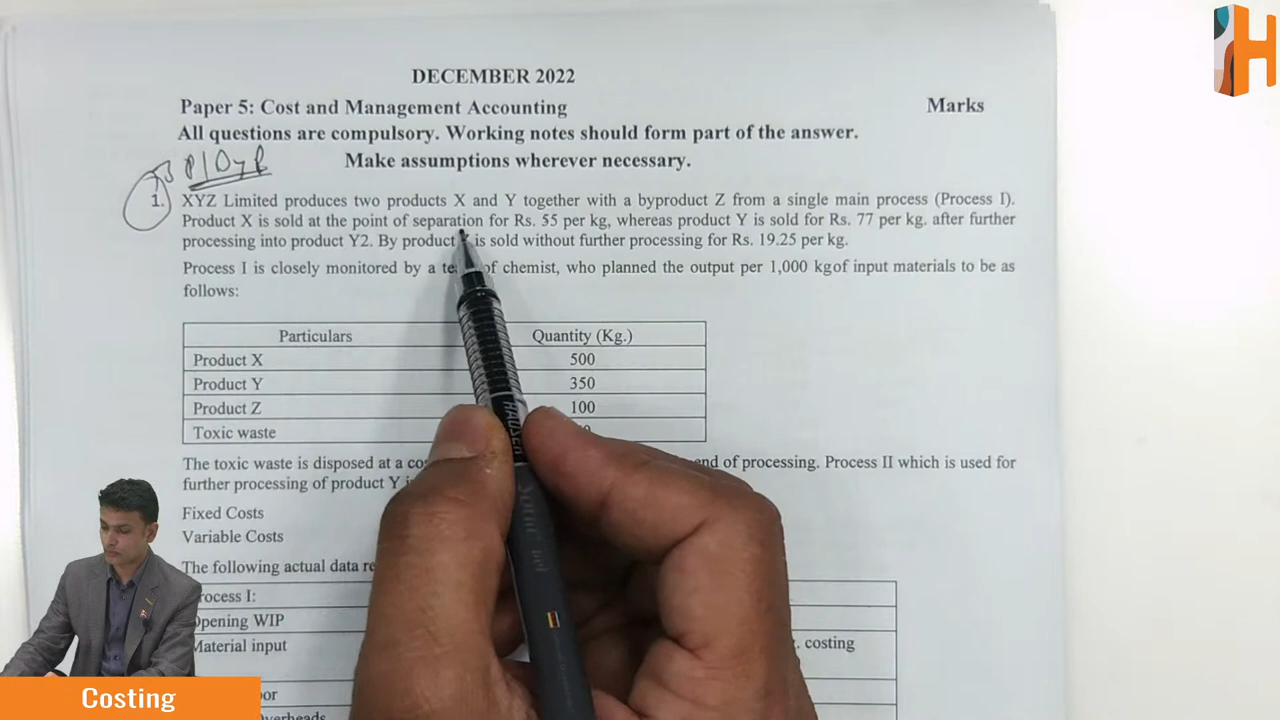 H
DECEMBER 2022
Paper 5: Cost and Management Accounting Marks
All questions are compulsory. Working notes should form part of the answer.
Make assumptions wherever necessary.
1. XYZ Limited produces two products X and Y together with a byproduct Z from a single main process (Process I).
Product X is sold at the point of separation for Rs. 55 per kg, whereas product Y is sold for Rs. 77 per kg. after further
processing into product Y2. By product is sold without further processing for Rs. 19.25 per kg.
Process I is closely monitored by a of chemist, who planned the output per 1,000 kgof input materials to be as
follows:
Particulars Quantity (Kg.)
Product X 500
Product Y 350
Product Z 100
Toxic waste
The toxic waste is disposed at a end of processing. Process II which is used for
further processing of product Y
Fixed Costs
Variable Costs
The following actual data
rocess I:
Opening WIP
Material input . costing
Costing